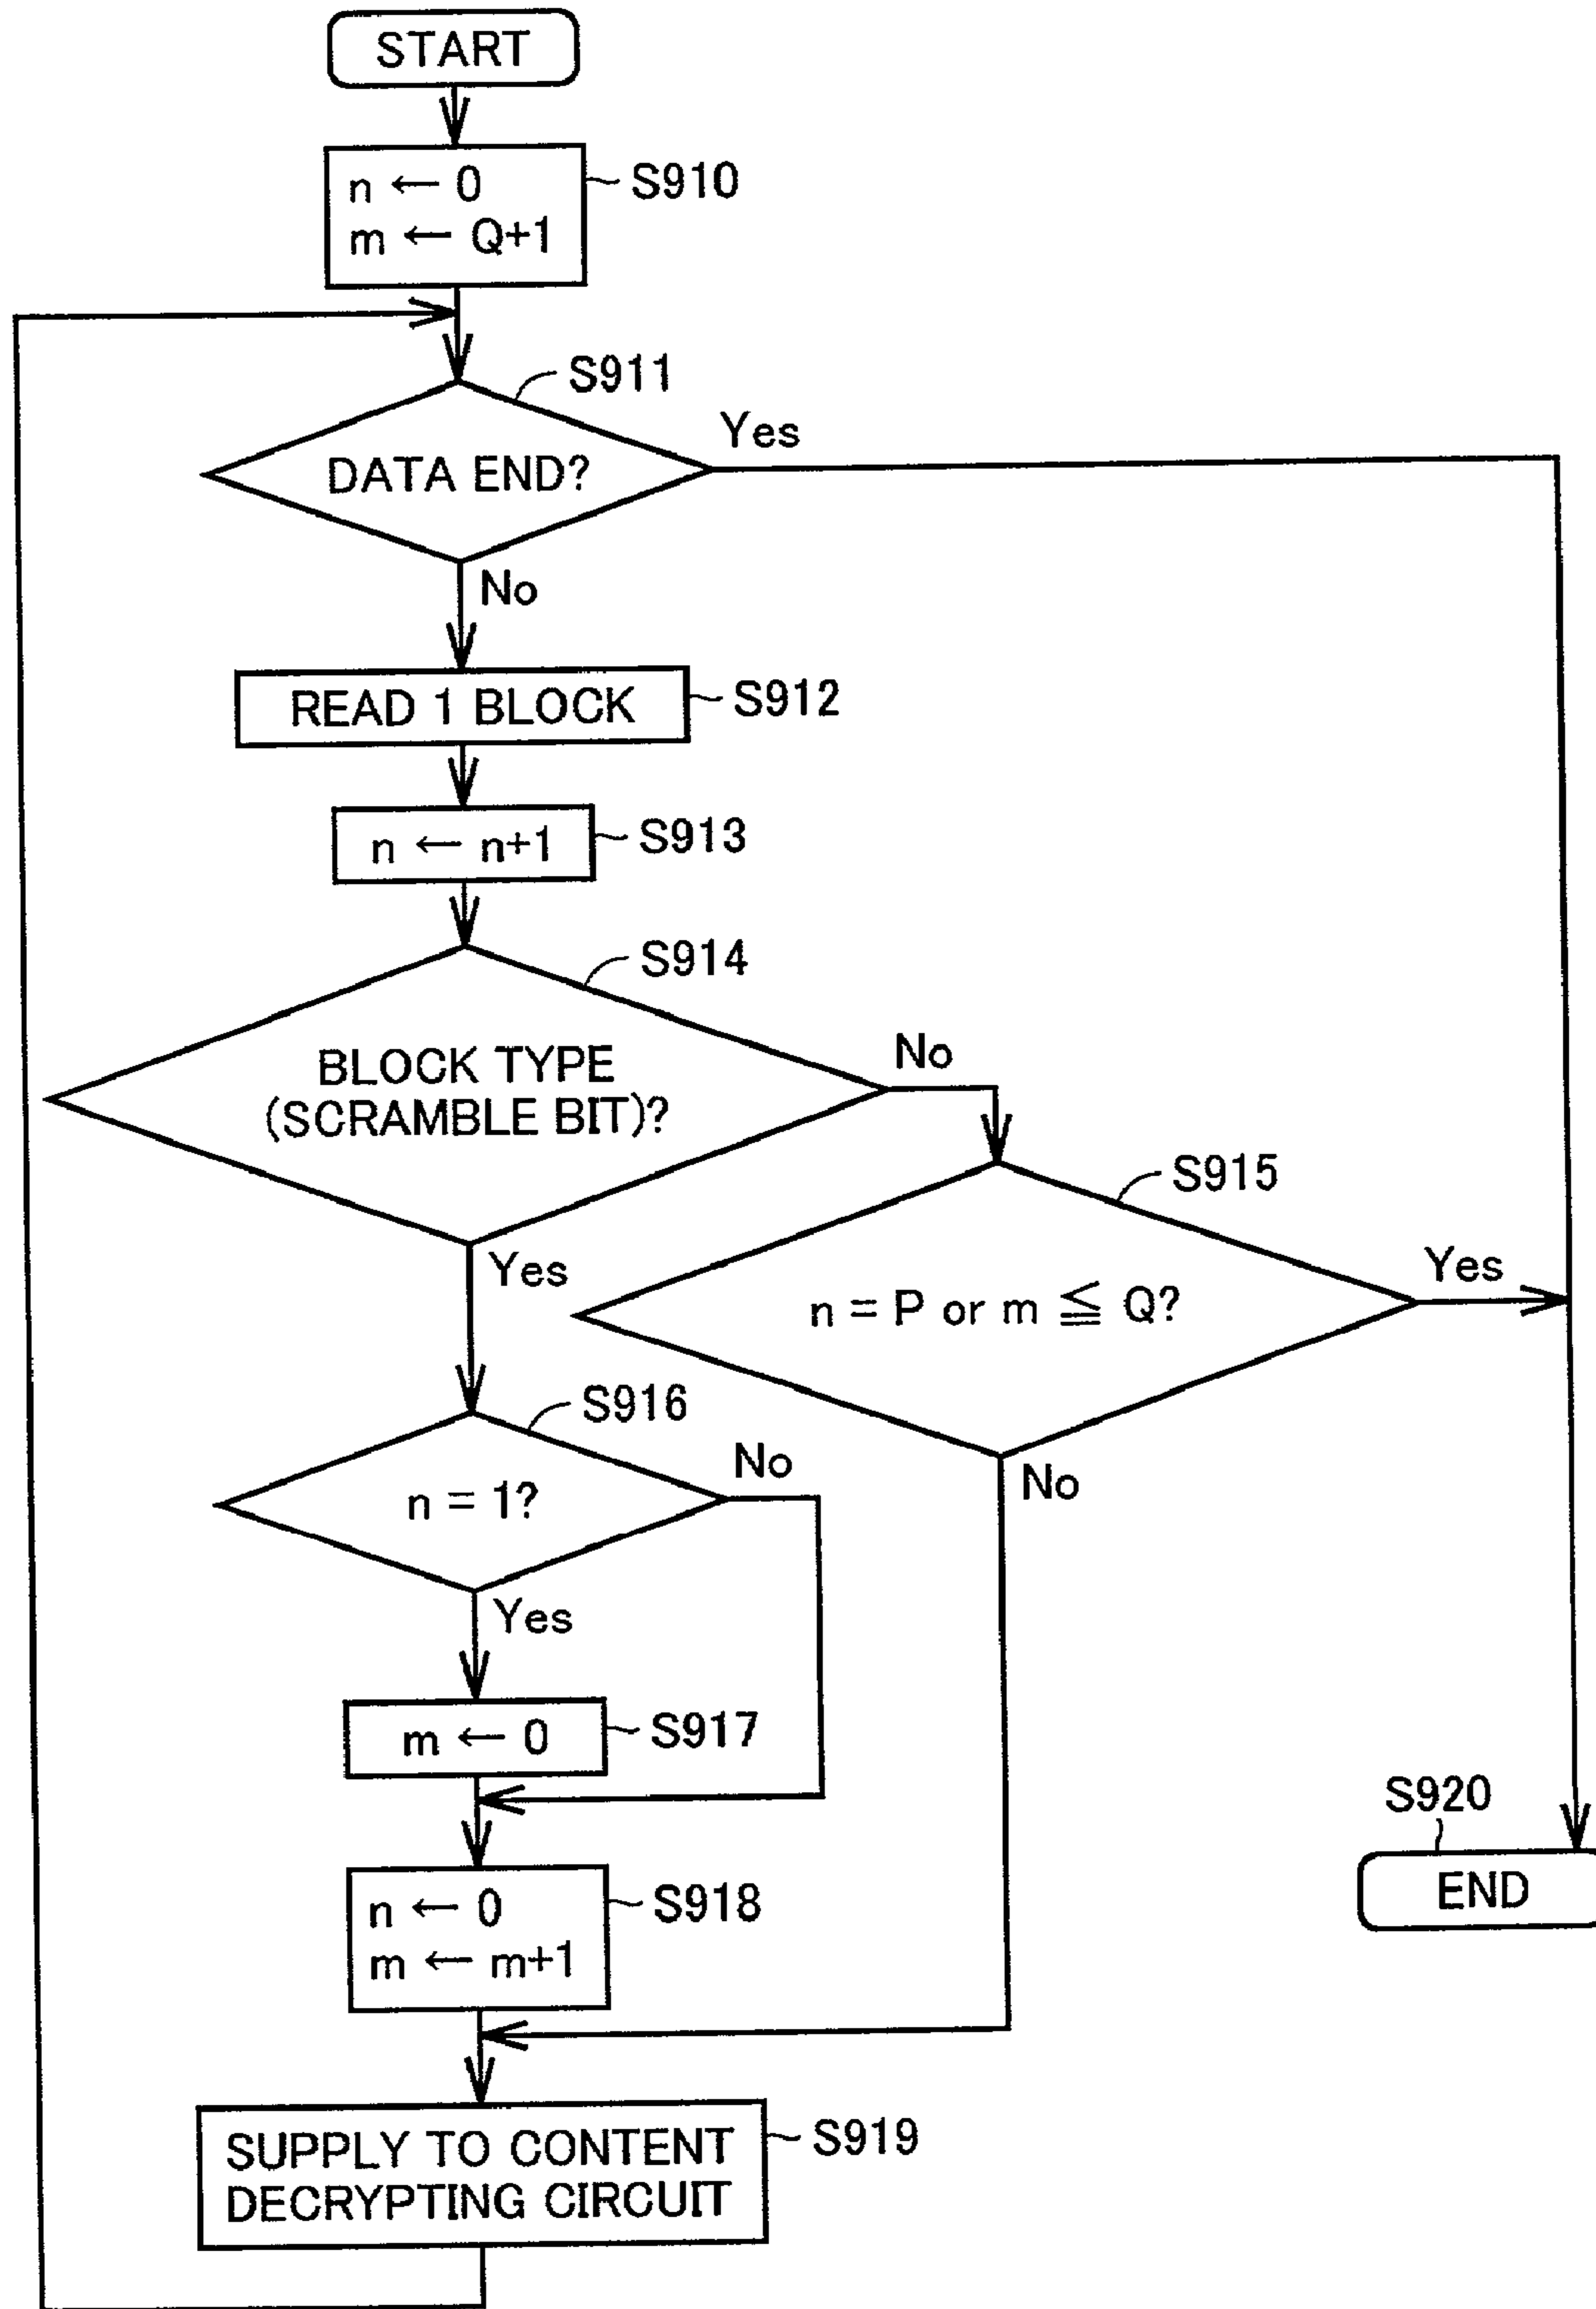 START
n ← 0
m ← Q+1
S910
S911
DATA END?
Yes
No
READ 1 BLOCK
S912
n ← n+1
S913
S914
BLOCK TYPE
(SCRAMBLE BIT)?
No
Yes
S915
n = P or m ≦ Q?
Yes
No
S916
n = 1?
No
Yes
m ← 0
S917
n ← 0
m ← m+1
S918
SUPPLY TO CONTENT
DECRYPTING CIRCUIT
S919
S920
END